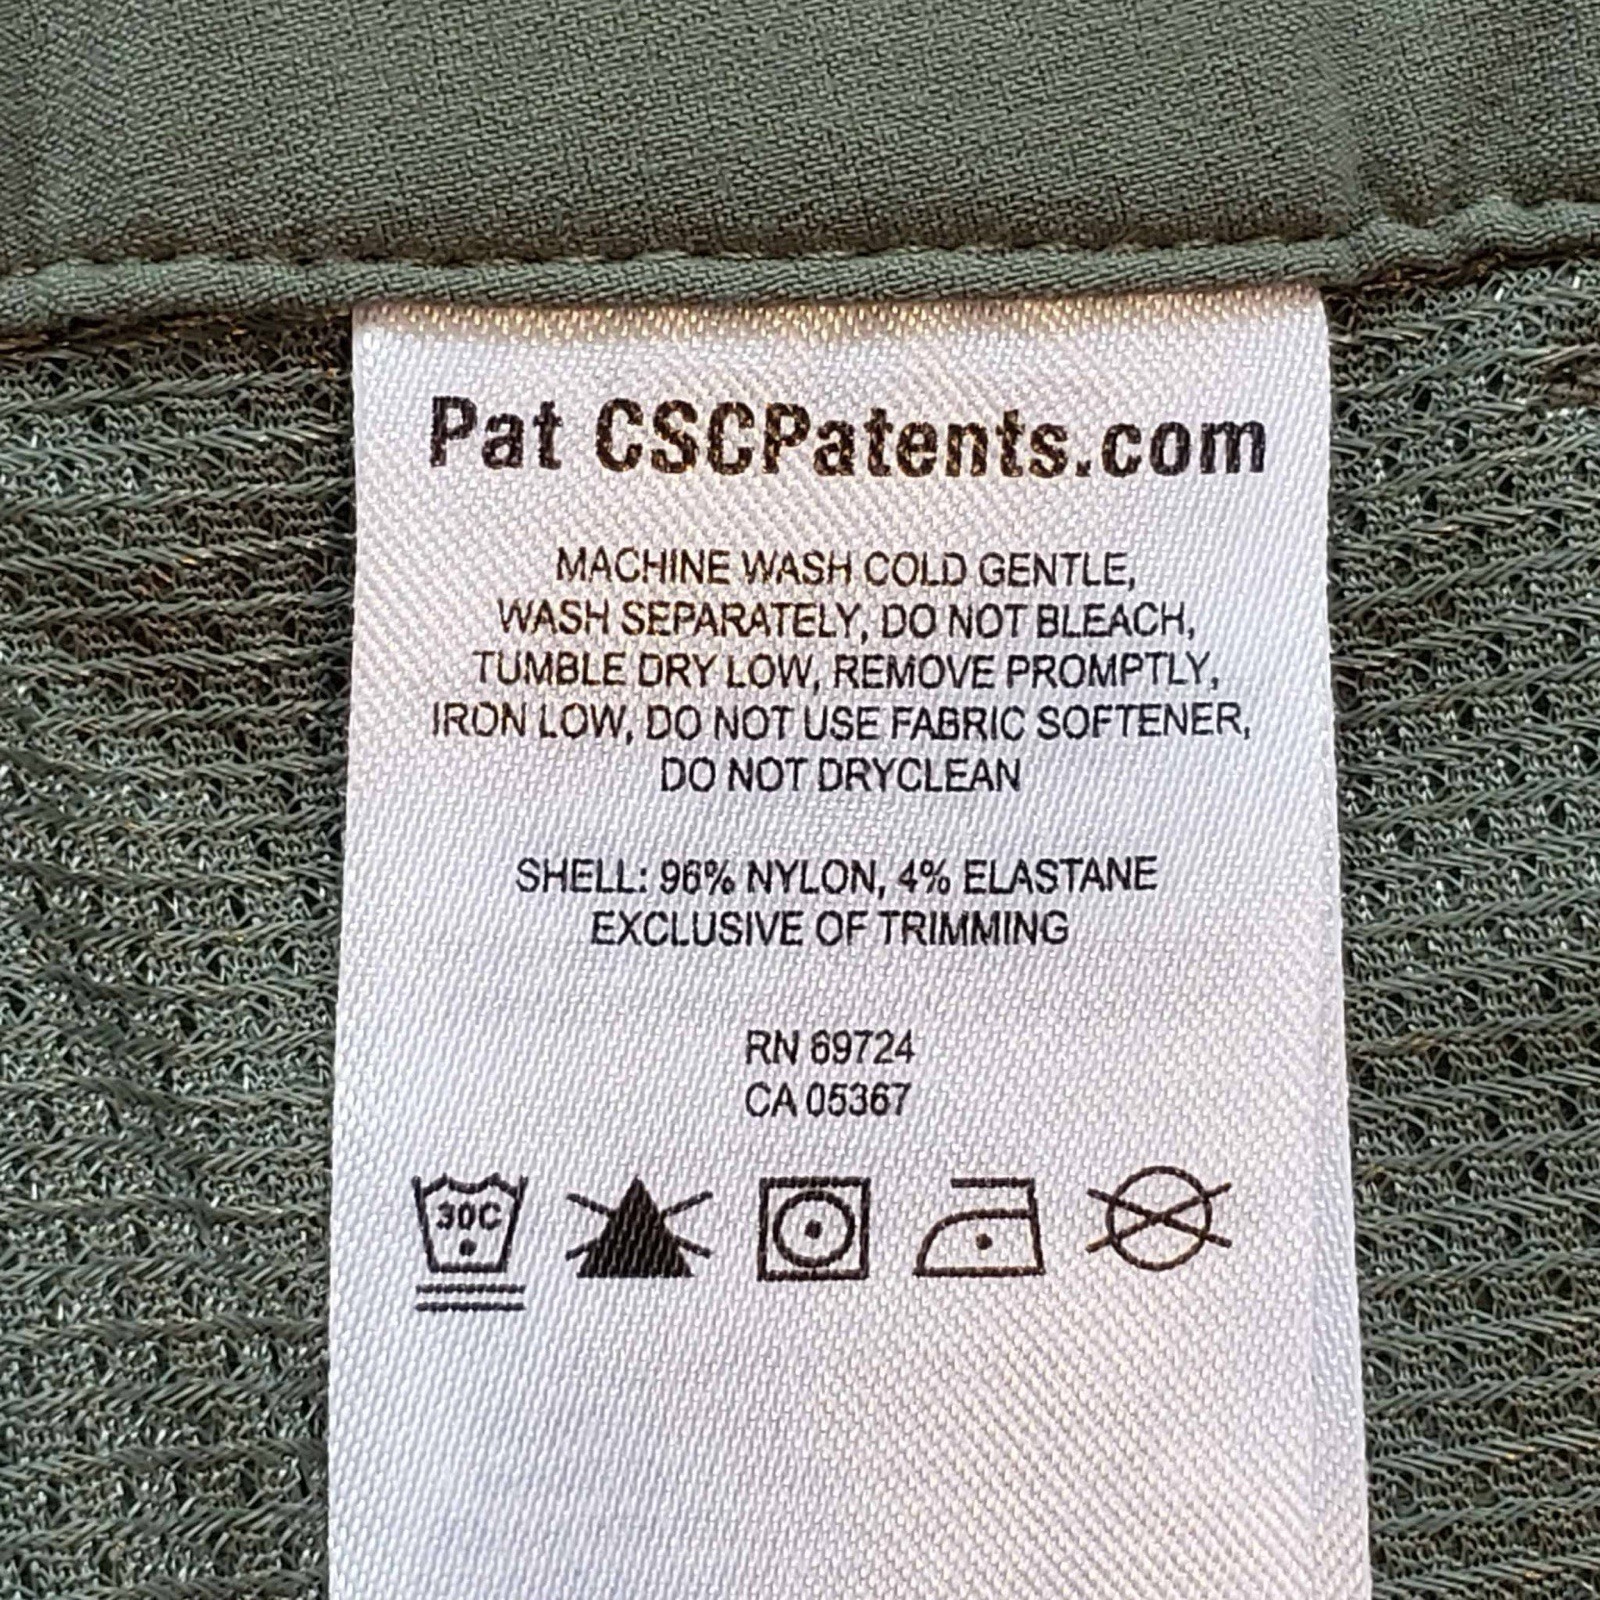 Pat CSCPatents.com
MACHINE WASH COLD GENTLE,
WASH SEPARATELY, DO NOT BLEACH,
TUMBLE DRY LOW, REMOVE PROMPTLY,
IRON LOW, DO NOT USE FABRIC SOFTENER,
DO NOT DRYCLEAN
SHELL: 96% NYLON, 4% ELASTANE
EXCLUSIVE OF TRIMMING
RN 69724
CA 05367
30C